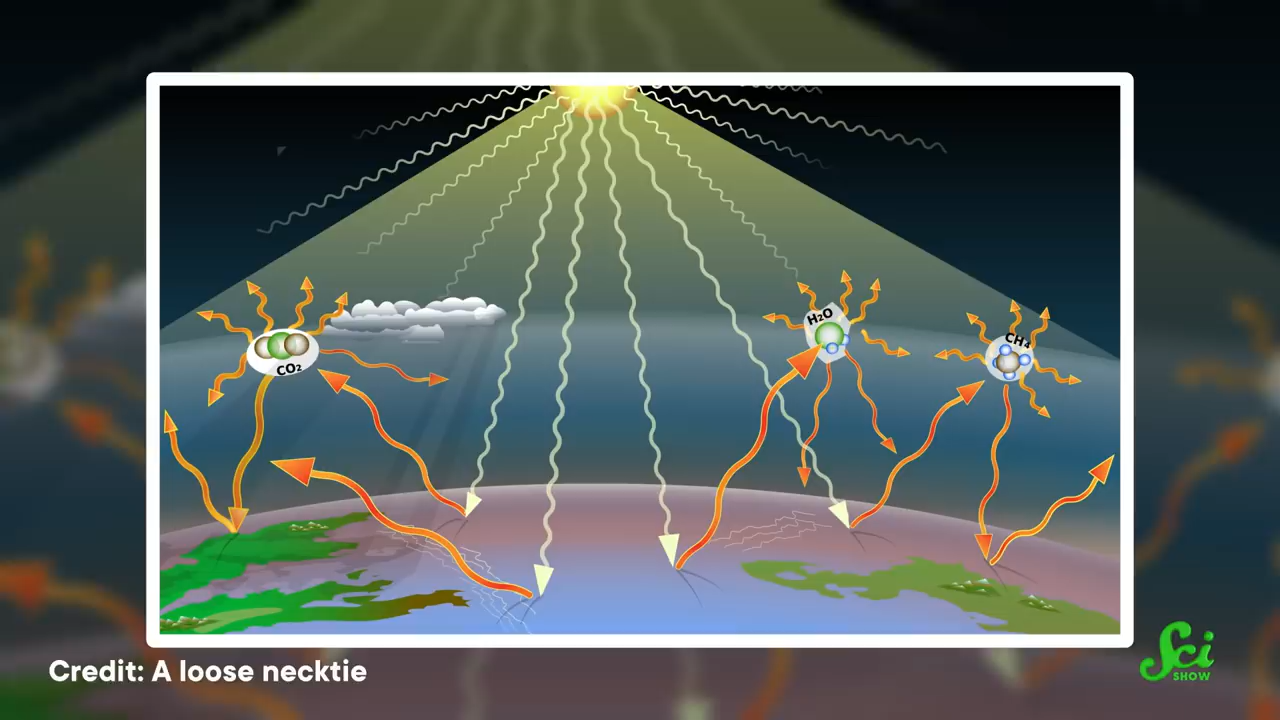 CO₂
H₂O
CH₄
Credit: A loose necktie
Sci
SHOW